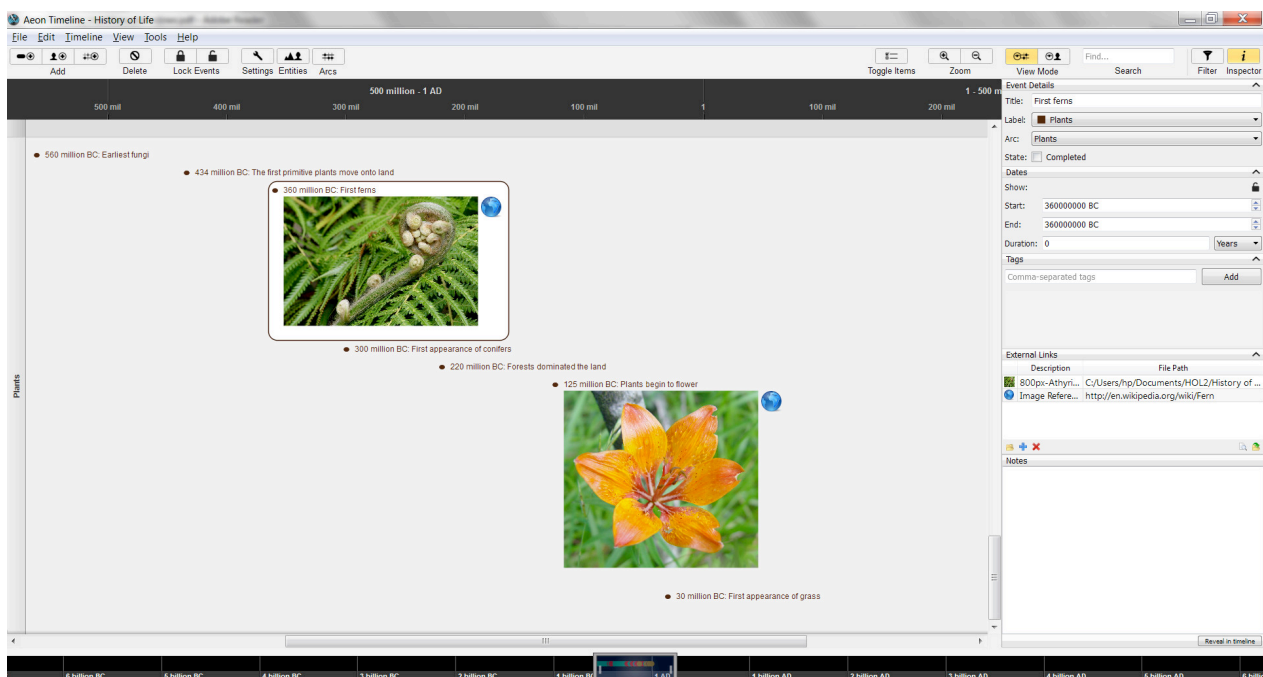 Aeon Timeline - History of Life
File Edit Timeline View Tools Help
Add Delete Lock Events Settings Entities Arcs Toggle Items Zoom View Mode Find... Search Filter Inspector
500 million - 1 AD 1 - 500 m
500 mil 400 mil 300 mil 200 mil 100 mil 1 100 mil 200 mil
560 million BC: Earliest fungi
434 million BC: The first primitive plants move onto land
360 million BC: First ferns
300 million BC: First appearance of conifers
220 million BC: Forests dominated the land
125 million BC: Plants begin to flower
30 million BC: First appearance of grass
Plants
Event Details
Title: First ferns
Label: Plants
Arc: Plants
State: Completed
Dates
Show:
Start: 360000000 BC
End: 360000000 BC
Duration: 0 Years
Tags
Comma-separated tags Add
External Links
Description File Path
800px-Athyri... C:/Users/hp/Documents/HOL2/History of ...
Image Refere... http://en.wikipedia.org/wiki/Fern
Notes
Reveal in timeline
6 billion BC 5 billion BC 4 billion BC 3 billion BC 2 billion BC 1 billion BC 1 AD 1 billion AD 2 billion AD 3 billion AD 4 billion AD 5 billion AD 6 billi